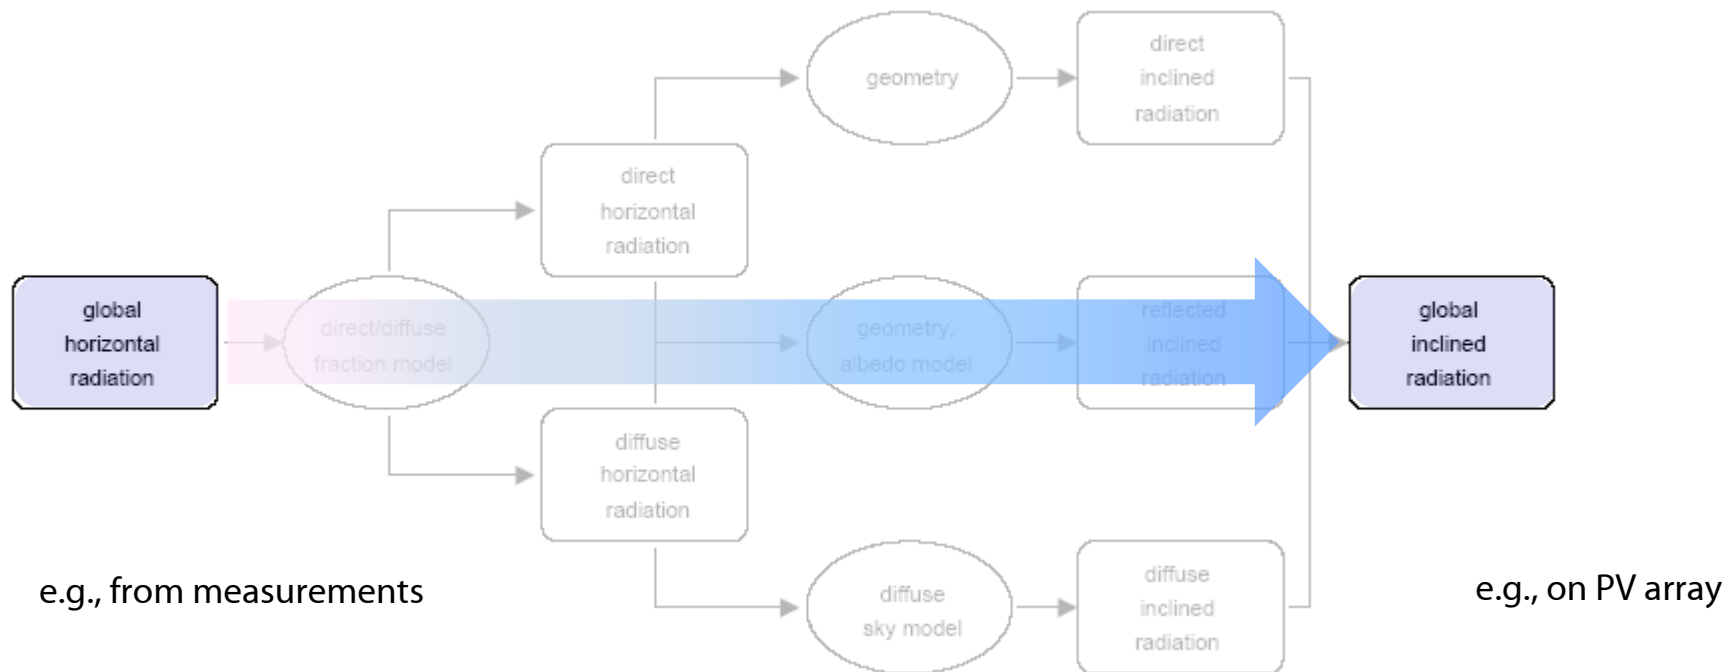 global
horizontal
radiation
direct/diffuse
fraction model
direct
horizontal
radiation
diffuse
horizontal
radiation
geometry
geometry,
albedo model
diffuse
sky model
direct
inclined
radiation
reflected
inclined
radiation
diffuse
inclined
radiation
global
inclined
radiation
e.g., from measurements
e.g., on PV array